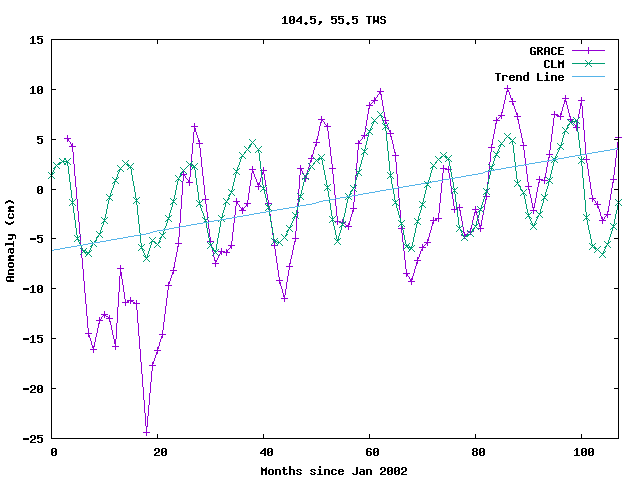 104.5, 55.5 TWS
GRACE
CLM
Trend Line
15
10
5
0
-5
-10
-15
-20
-25
Anomaly (cm)
0 20 40 60 80 100
Months since Jan 2002